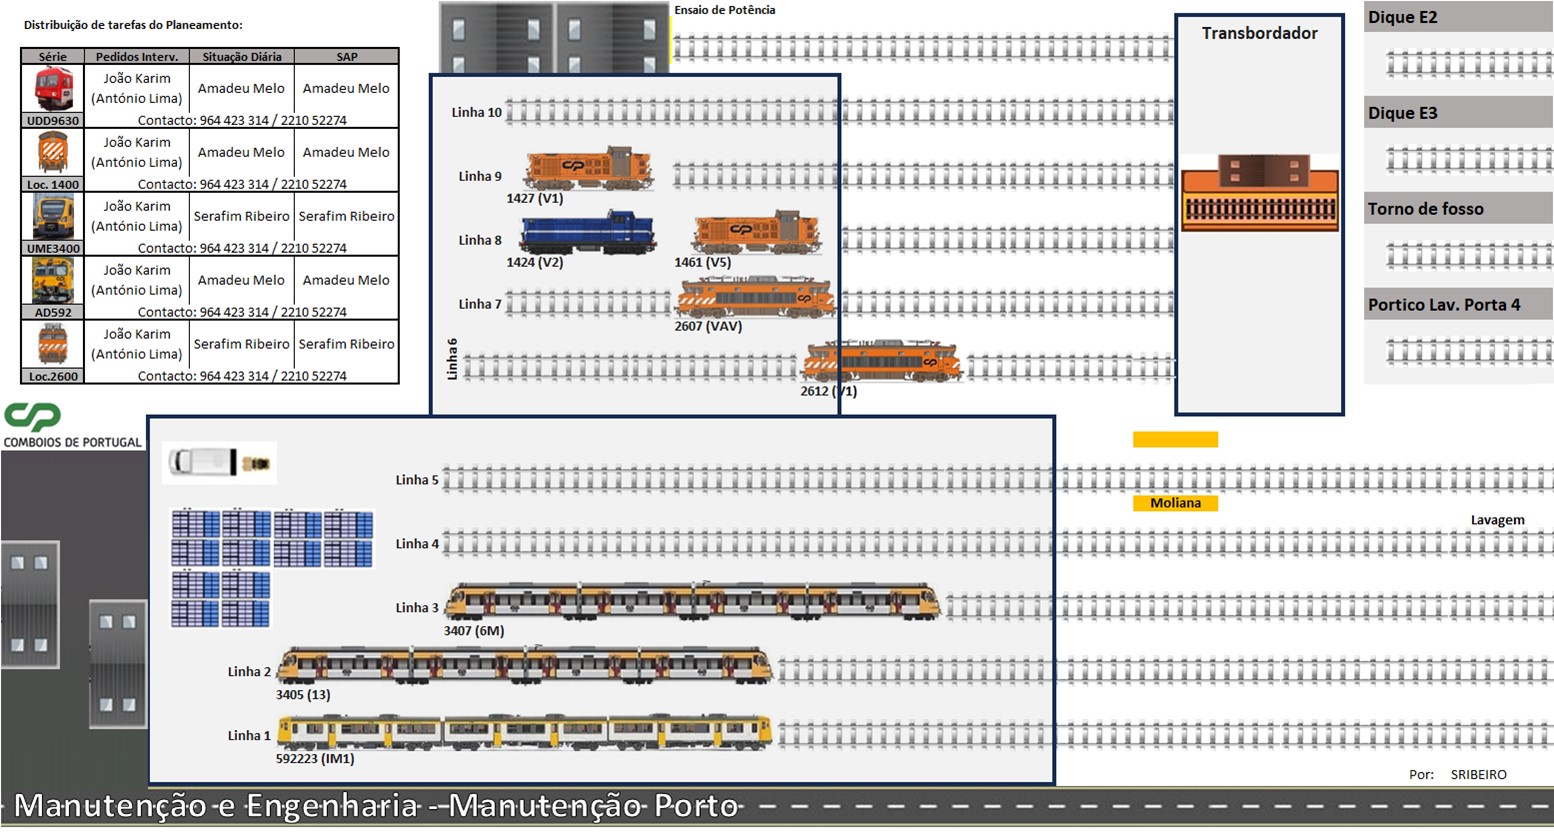 Distribuição de tarefas do Planeamento:
Série Pedidos Interv. Situação Diária SAP
João Karim
(António Lima) Amadeu Melo Amadeu Melo
UDD9630 Contacto: 964 423 314 / 2210 52274
João Karim
(António Lima) Amadeu Melo Amadeu Melo
Loc. 1400 Contacto: 964 423 314 / 2210 52274
João Karim
(António Lima) Serafim Ribeiro Serafim Ribeiro
UME3400 Contacto: 964 423 314 / 2210 52274
João Karim
(António Lima) Amadeu Melo Amadeu Melo
AD592 Contacto: 964 423 314 / 2210 52274
João Karim
(António Lima) Serafim Ribeiro Serafim Ribeiro
Loc.2600 Contacto: 964 423 314 / 2210 52274
CP
COMBOIOS DE PORTUGAL
Ensaio de Potência
Linha 10
Linha 9
1427 (V1)
Linha 8
1424 (V2) 1461 (V5)
Linha 7
2607 (VAV)
Linha 6
2612 (V1)
Transbordador
Dique E2
Dique E3
Torno de fosso
Portico Lav. Porta 4
Linha 5
Moliana
Lavagem
Linha 4
Linha 3
3407 (6M)
Linha 2
3405 (13)
Linha 1
592223 (IM1)
Por: SRIBEIRO
Manutenção e Engenharia - Manutenção Porto